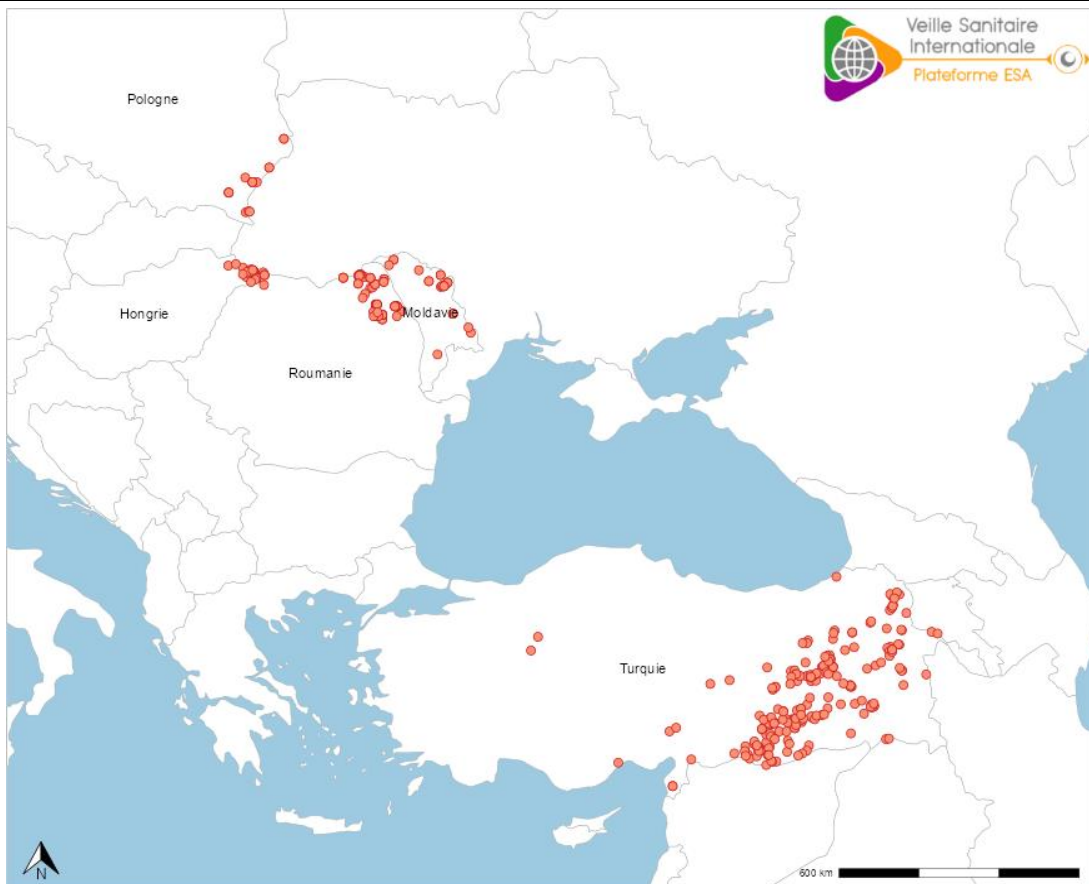 Veille Sanitaire
Internationale
Plateforme ESA
Pologne
Hongrie
Moldavie
Roumanie
Turquie
N
600 km